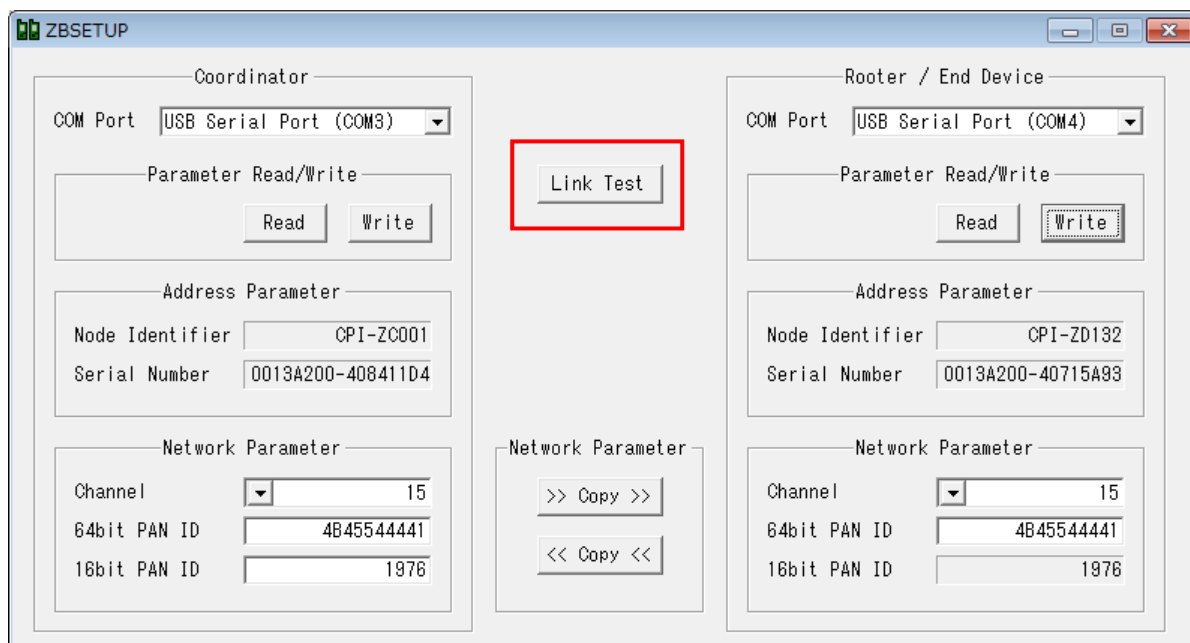 ZBSETUP
Coordinator
COM Port USB Serial Port (COM3)
Parameter Read/Write
Read Write
Address Parameter
Node Identifier CPI-ZC001
Serial Number 0013A200-408411D4
Network Parameter
Channel 15
64bit PAN ID 4B45544441
16bit PAN ID 1976
Link Test
Network Parameter
>> Copy >>
<< Copy <<
Rooter / End Device
COM Port USB Serial Port (COM4)
Parameter Read/Write
Read Write
Address Parameter
Node Identifier CPI-ZD132
Serial Number 0013A200-40715A93
Network Parameter
Channel 15
64bit PAN ID 4B45544441
16bit PAN ID 1976